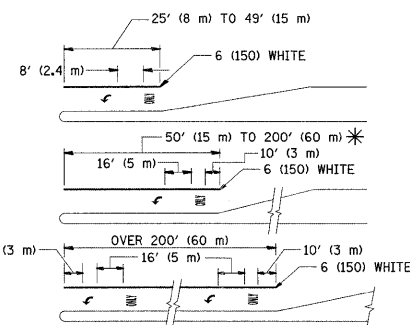 25' (8 m) TO 49' (15 m)
6 (150) WHITE
8' (2.4 m)
ONLY
50' (15 m) TO 200' (60 m) *
16' (5 m)
10' (3 m)
6 (150) WHITE
ONLY
OVER 200' (60 m)
(3 m)
16' (5 m)
10' (3 m)
6 (150) WHITE
ONLY
ONLY